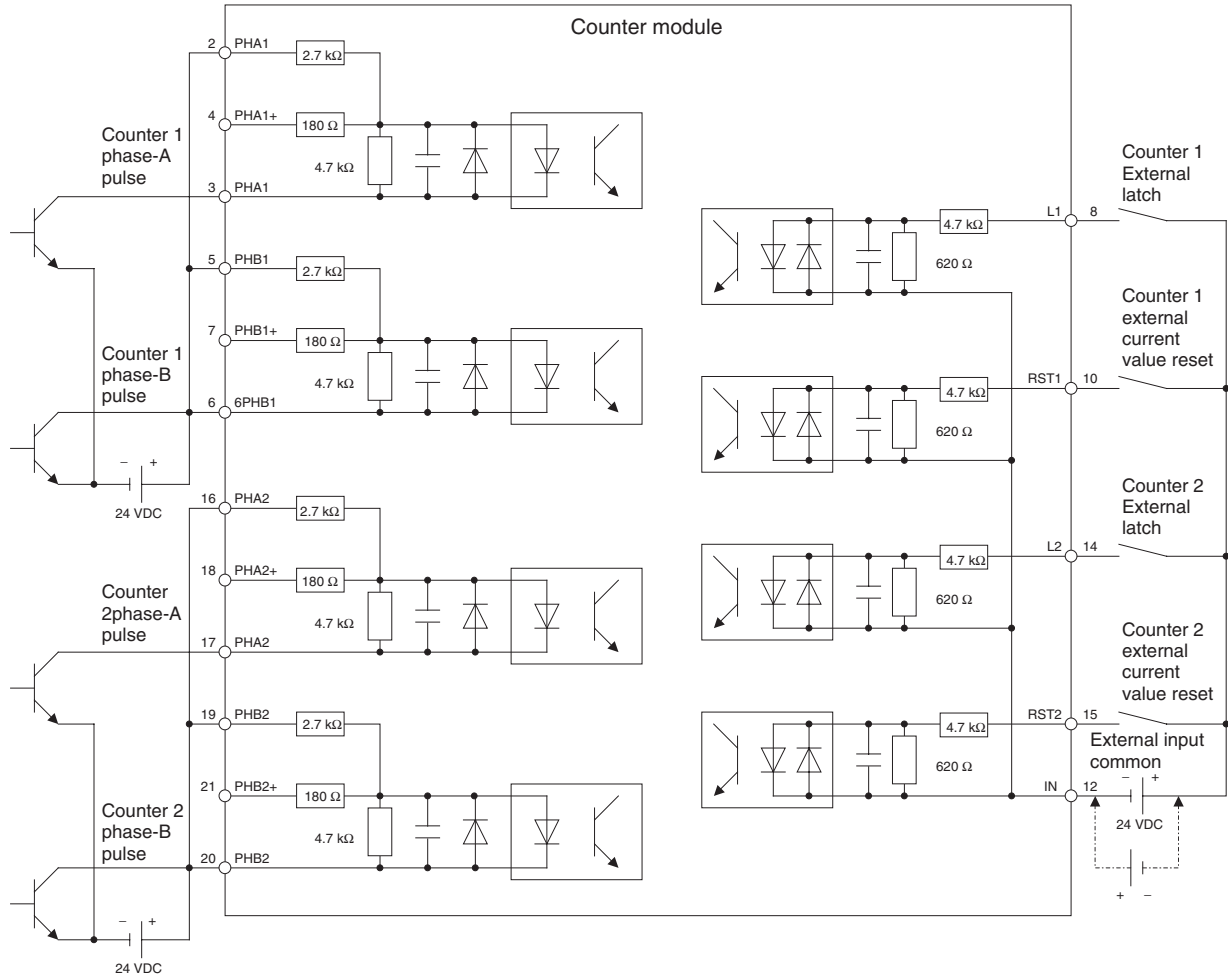 Counter module
2 PHA1
2.7 kΩ
4 PHA1+
180 Ω
Counter 1
phase-A
pulse
4.7 kΩ
3 PHA1
5 PHB1
2.7 kΩ
7 PHB1+
180 Ω
Counter 1
phase-B
pulse
4.7 kΩ
6 6PHB1
− +
24 VDC
16 PHA2
2.7 kΩ
18 PHA2+
180 Ω
Counter
2phase-A
pulse
4.7 kΩ
17 PHA2
19 PHB2
2.7 kΩ
21 PHB2+
180 Ω
Counter 2
phase-B
pulse
4.7 kΩ
20 PHB2
− +
24 VDC
Counter 1
External
latch
4.7 kΩ
L1 8
620 Ω
Counter 1
external
current
value reset
4.7 kΩ
RST1 10
620 Ω
Counter 2
External
latch
4.7 kΩ
L2 14
620 Ω
Counter 2
external
current
value reset
4.7 kΩ
RST2 15
620 Ω
External input
common
IN 12
− +
24 VDC
+ −